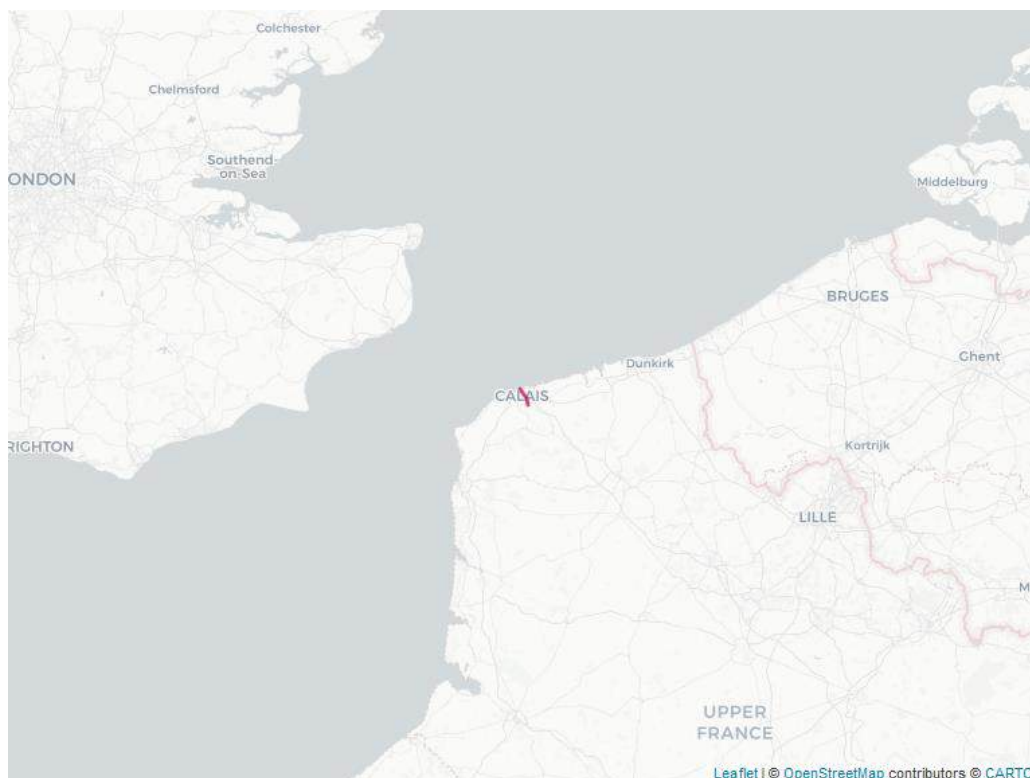 Colchester
Chelmsford
Southend-
on-Sea
ONDON
Middelburg
BRUGES
Ghent
Dunkirk
CALAIS
RIGHTON
Kortrijk
LILLE
M
UPPER
FRANCE
Leaflet | © OpenStreetMap contributors © CARTO